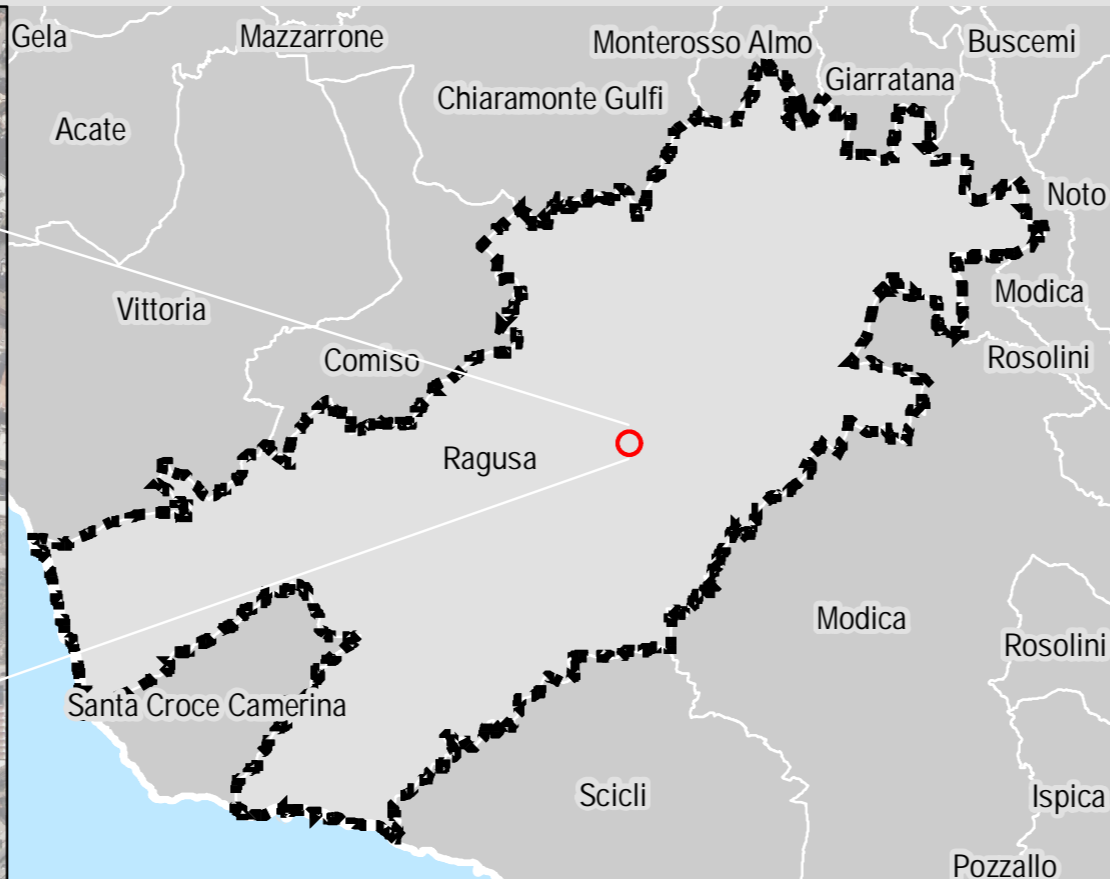 Gela
Mazzarrone
Monterosso Almo
Buscemi
Giarratana
Chiaramonte Gulfi
Acate
Noto
Modica
Vittoria
Comiso
Rosolini
Ragusa
Modica
Rosolini
Santa Croce Camerina
Scicli
Ispica
Pozzallo